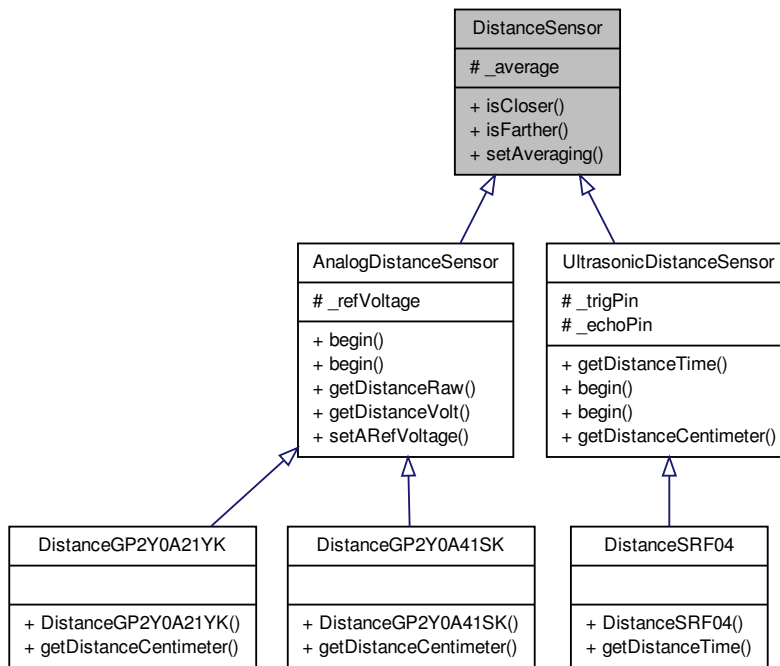 DistanceSensor
# _average
+ isCloser()
+ isFarther()
+ setAveraging()
AnalogDistanceSensor
# _refVoltage
+ begin()
+ begin()
+ getDistanceRaw()
+ getDistanceVolt()
+ setARefVoltage()
UltrasonicDistanceSensor
# _trigPin
# _echoPin
+ getDistanceTime()
+ begin()
+ begin()
+ getDistanceCentimeter()
DistanceGP2Y0A21YK
+ DistanceGP2Y0A21YK()
+ getDistanceCentimeter()
DistanceGP2Y0A41SK
+ DistanceGP2Y0A41SK()
+ getDistanceCentimeter()
DistanceSRF04
+ DistanceSRF04()
+ getDistanceTime()